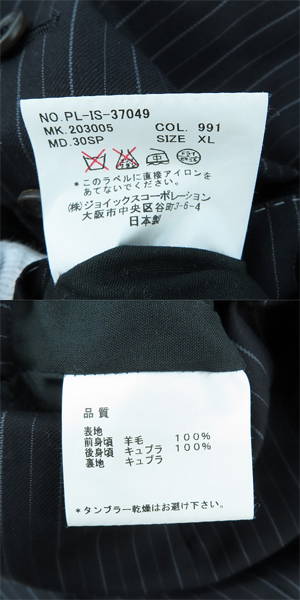 NO. PL-IS-37049
MK. 203005 COL. 991
MD. 30SP SIZE XL
*このラベルに直接アイロンを
あてないでください。
(株)ジョイックスコーポレーション
大阪市中央区谷町3-6-4
日本製
品質
表地
前身頃 羊毛 100%
後身頃 キュプラ 100%
裏地 キュプラ
*タンブラー乾燥はお避け下さい。